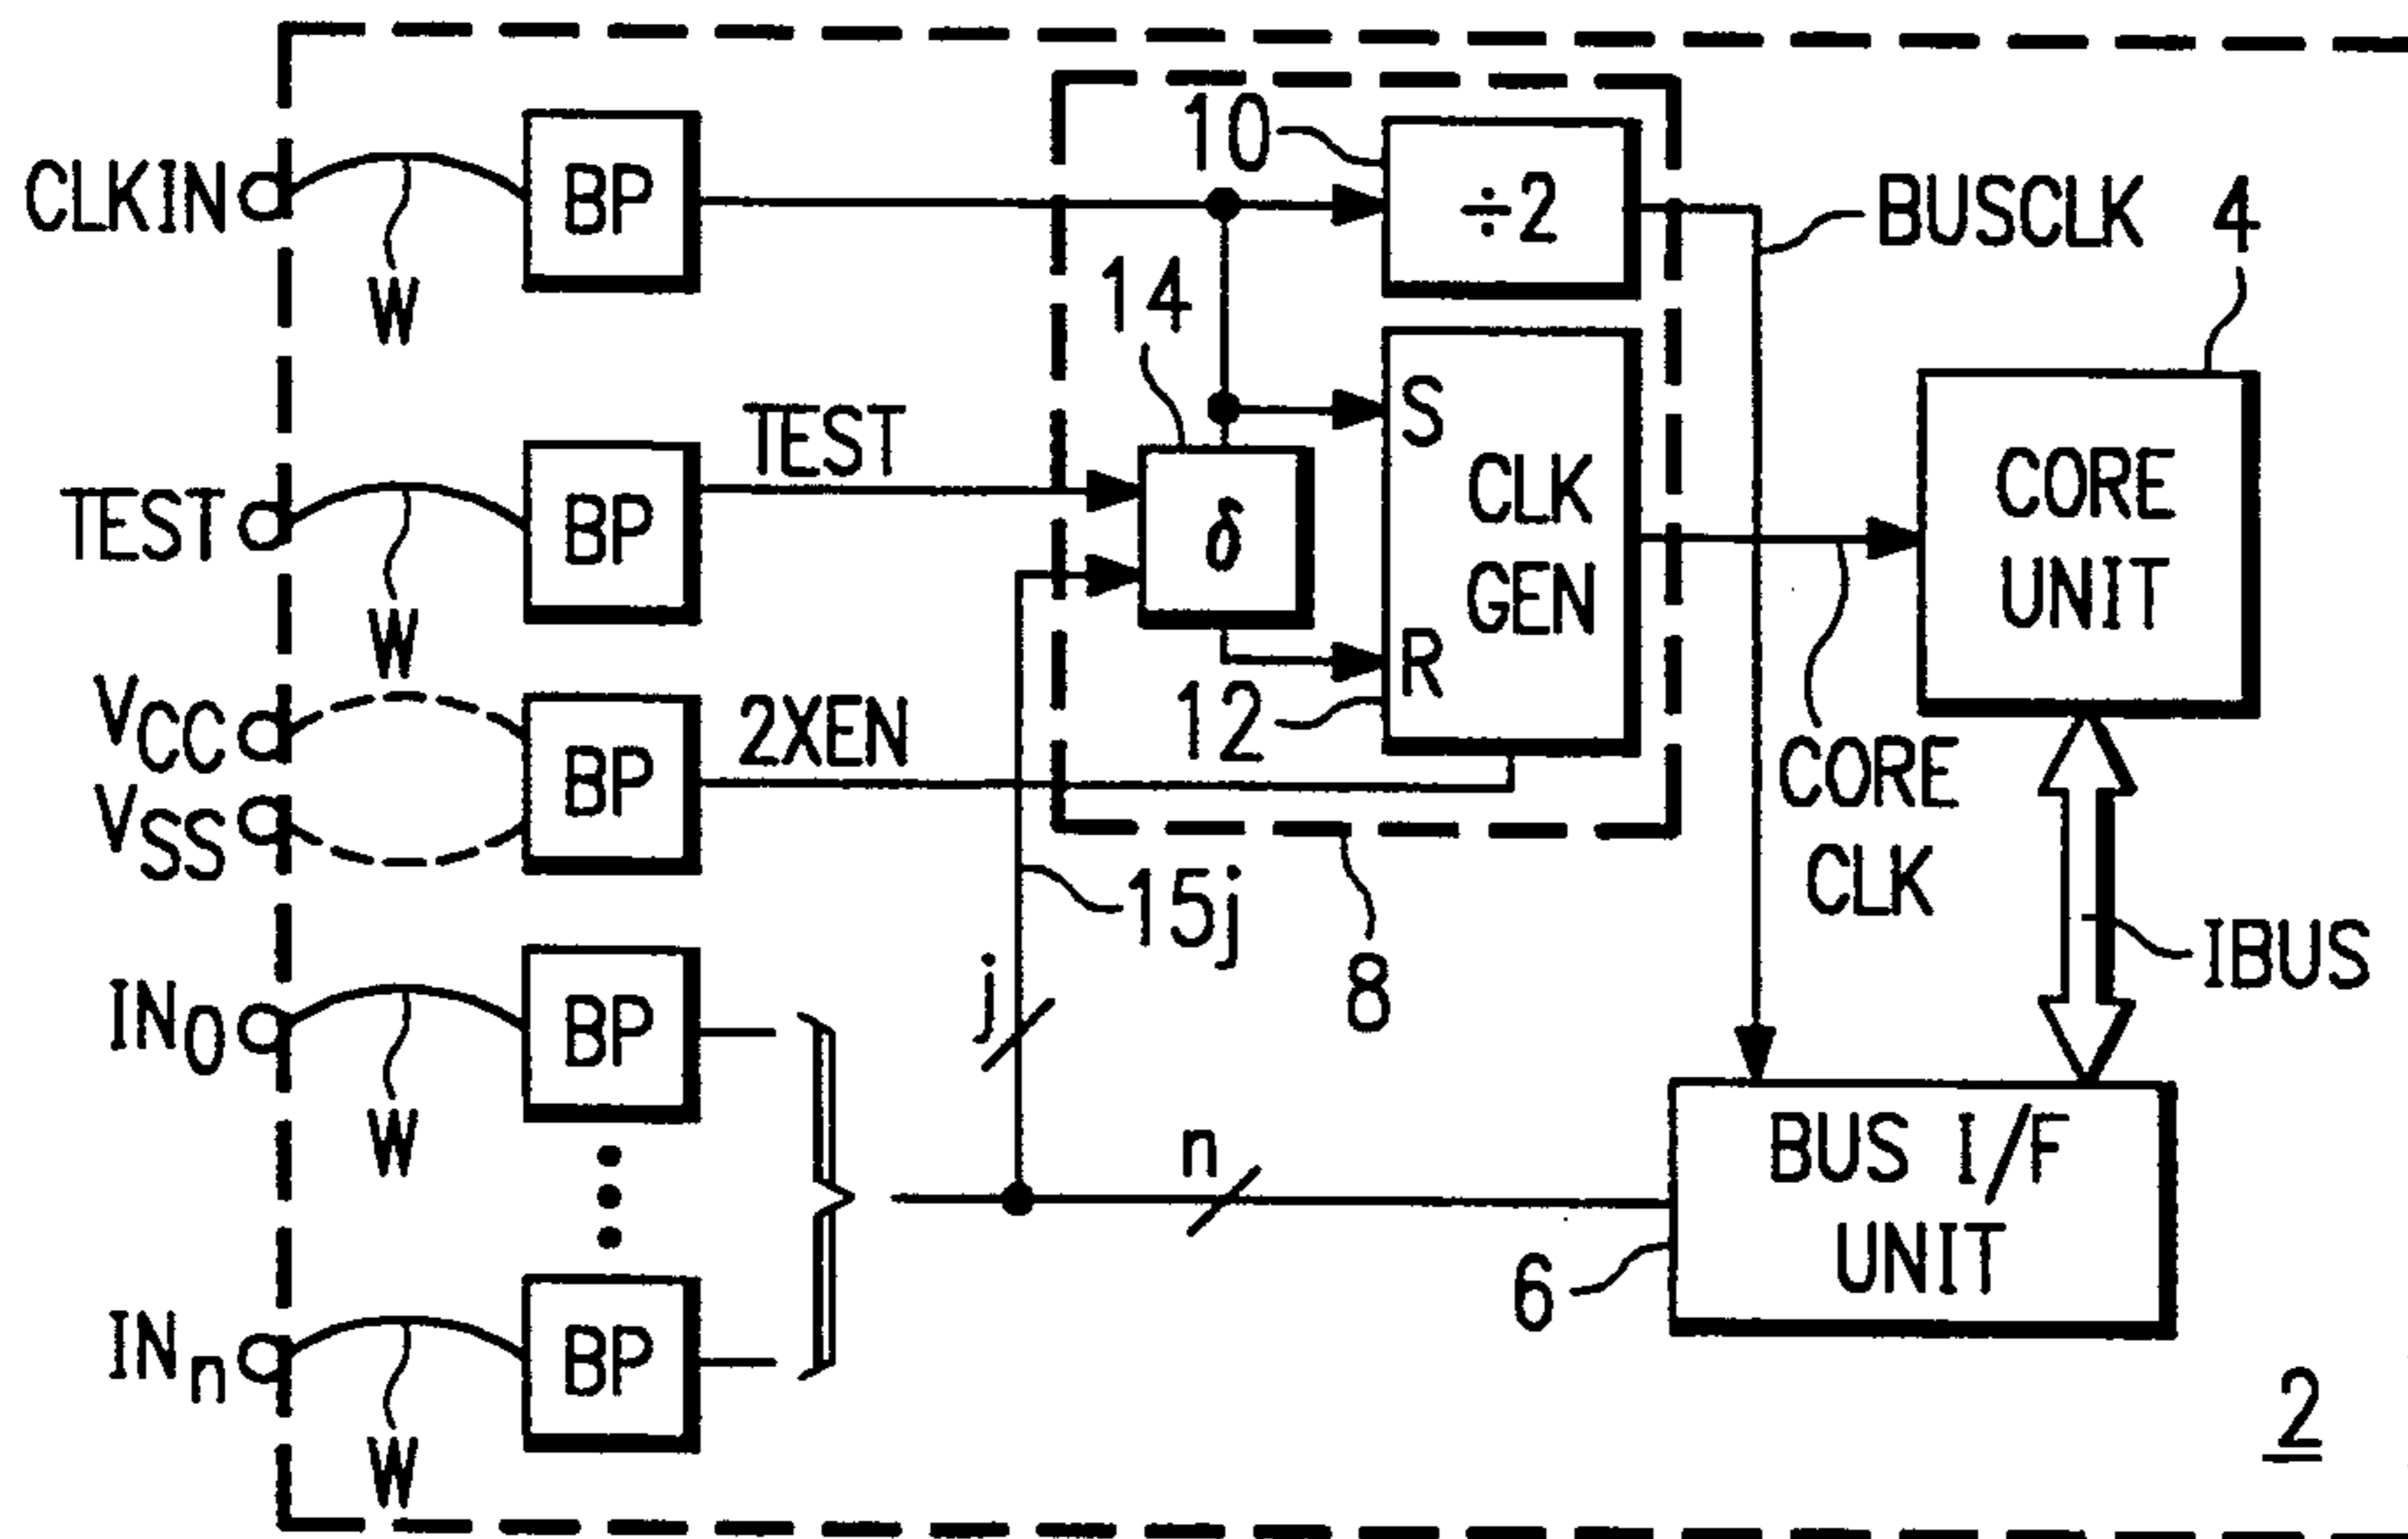 CLKIN
W
BP
10
÷2
BUSCLK
4
14
TEST
W
BP
TEST
δ
S
CLK
GEN
R
12
CORE
UNIT
VCC
VSS
BP
2XEN
CORE
CLK
15j
8
IBUS
IN0
W
BP
j
n
BUS I/F
UNIT
6
INn
W
BP
2